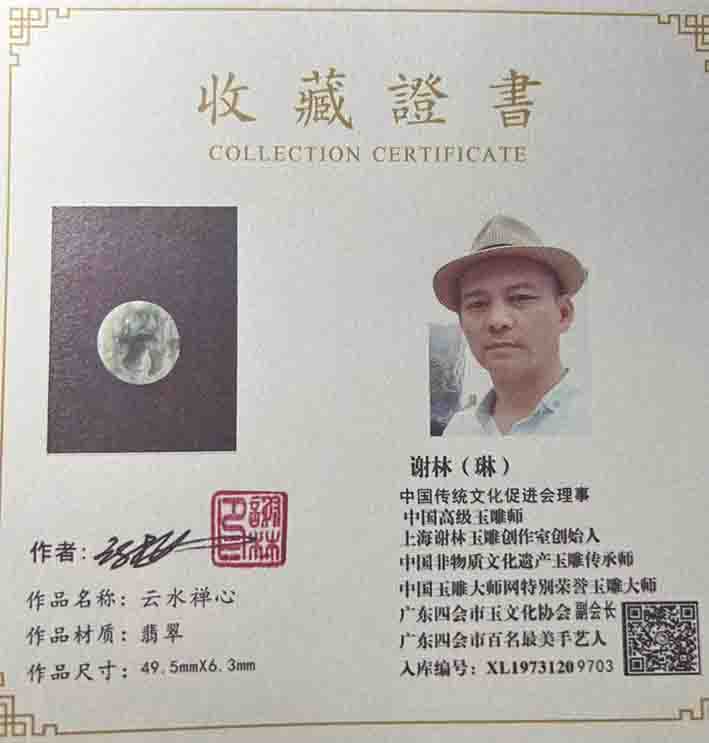 收藏證書
COLLECTION CERTIFICATE
谢林（琳）
中国传统文化促进会理事
中国高级玉雕师
上海谢林玉雕创作室创始人
中国非物质文化遗产玉雕传承师
中国玉雕大师网特别荣誉玉雕大师
广东四会市玉文化协会副会长
广东四会市百名最美手艺人
入库编号：XL19731209703
作者：
作品名称：云水禅心
作品材质：翡翠
作品尺寸：49.5mmX6.3mm